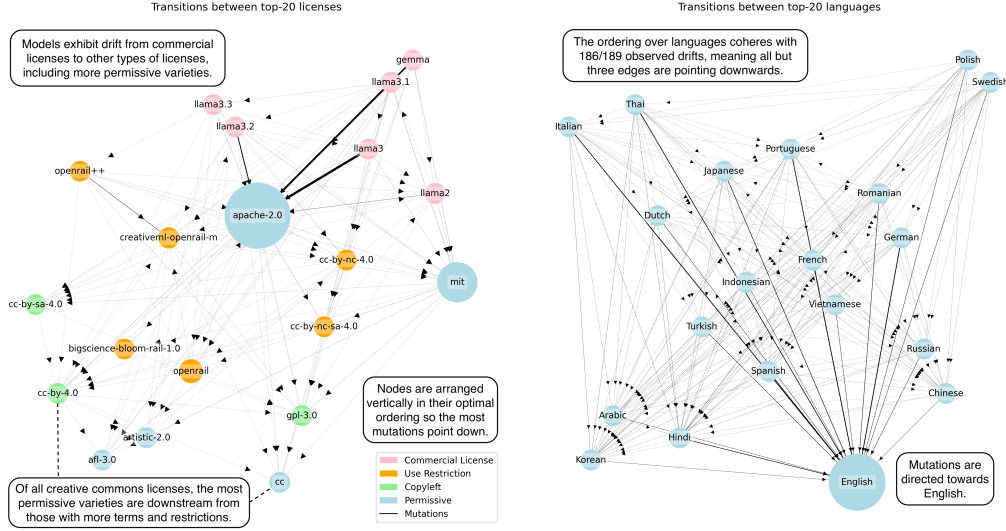 Transitions between top-20 licenses
Models exhibit drift from commercial
licenses to other types of licenses,
including more permissive varieties.
gemma
llama3.1
llama3.3
llama3.2
llama3
openrail++
llama2
apache-2.0
creativeml-openrail-m
cc-by-nc-4.0
mit
cc-by-sa-4.0
cc-by-nc-sa-4.0
bigscience-bloom-rail-1.0
openrail
cc-by-4.0
gpl-3.0
artistic-2.0
afl-3.0
cc
Nodes are arranged
vertically in their optimal
ordering so the most
mutations point down.
Commercial License
Use Restriction
Copyleft
Permissive
Mutations
Of all creative commons licenses, the most
permissive varieties are downstream from
those with more terms and restrictions.
Transitions between top-20 languages
The ordering over languages coheres with
186/189 observed drifts, meaning all but
three edges are pointing downwards.
Polish
Swedish
Thai
Italian
Portuguese
Japanese
Romanian
Dutch
German
French
Indonesian
Vietnamese
Turkish
Russian
Spanish
Chinese
Arabic
Hindi
Korean
English
Mutations are
directed towards
English.